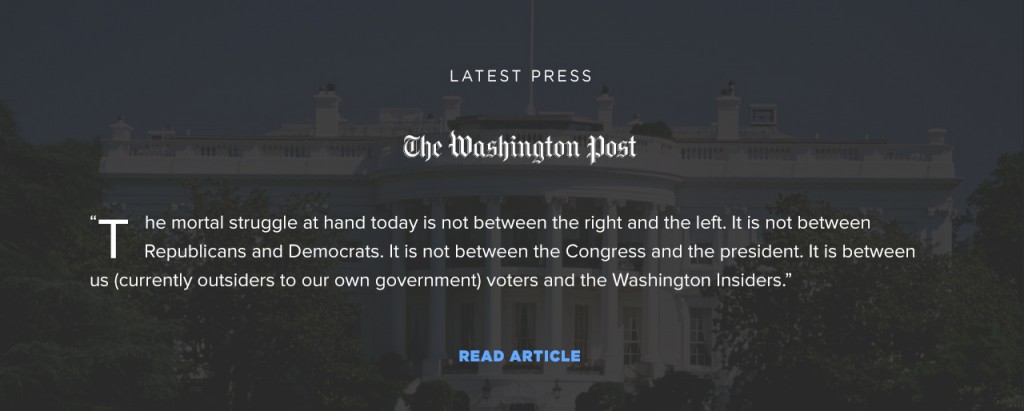 LATEST PRESS
The Washington Post
“The mortal struggle at hand today is not between the right and the left. It is not between
Republicans and Democrats. It is not between the Congress and the president. It is between
us (currently outsiders to our own government) voters and the Washington Insiders.”
READ ARTICLE